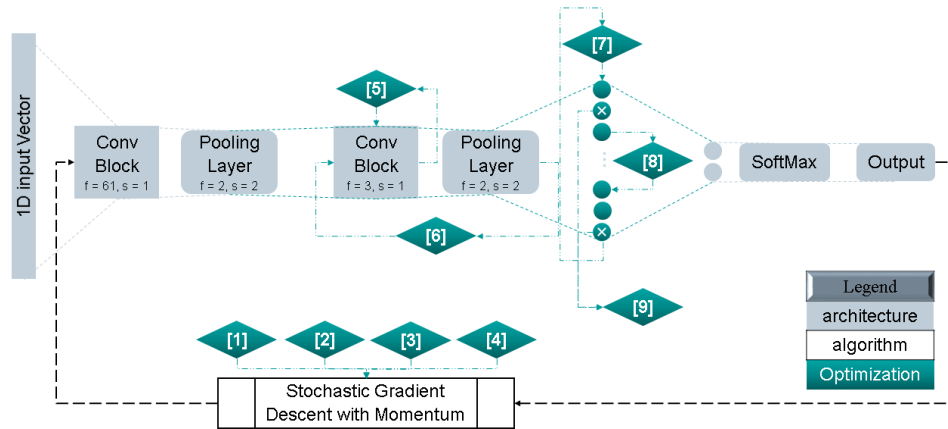 1D input Vector
Conv
Block
f = 61, s = 1
Pooling
Layer
f = 2, s = 2
[5]
Conv
Block
f = 3, s = 1
Pooling
Layer
f = 2, s = 2
[6]
[7]
[8]
[9]
SoftMax
Output
[1]
[2]
[3]
[4]
Stochastic Gradient
Descent with Momentum
Legend
architecture
algorithm
Optimization